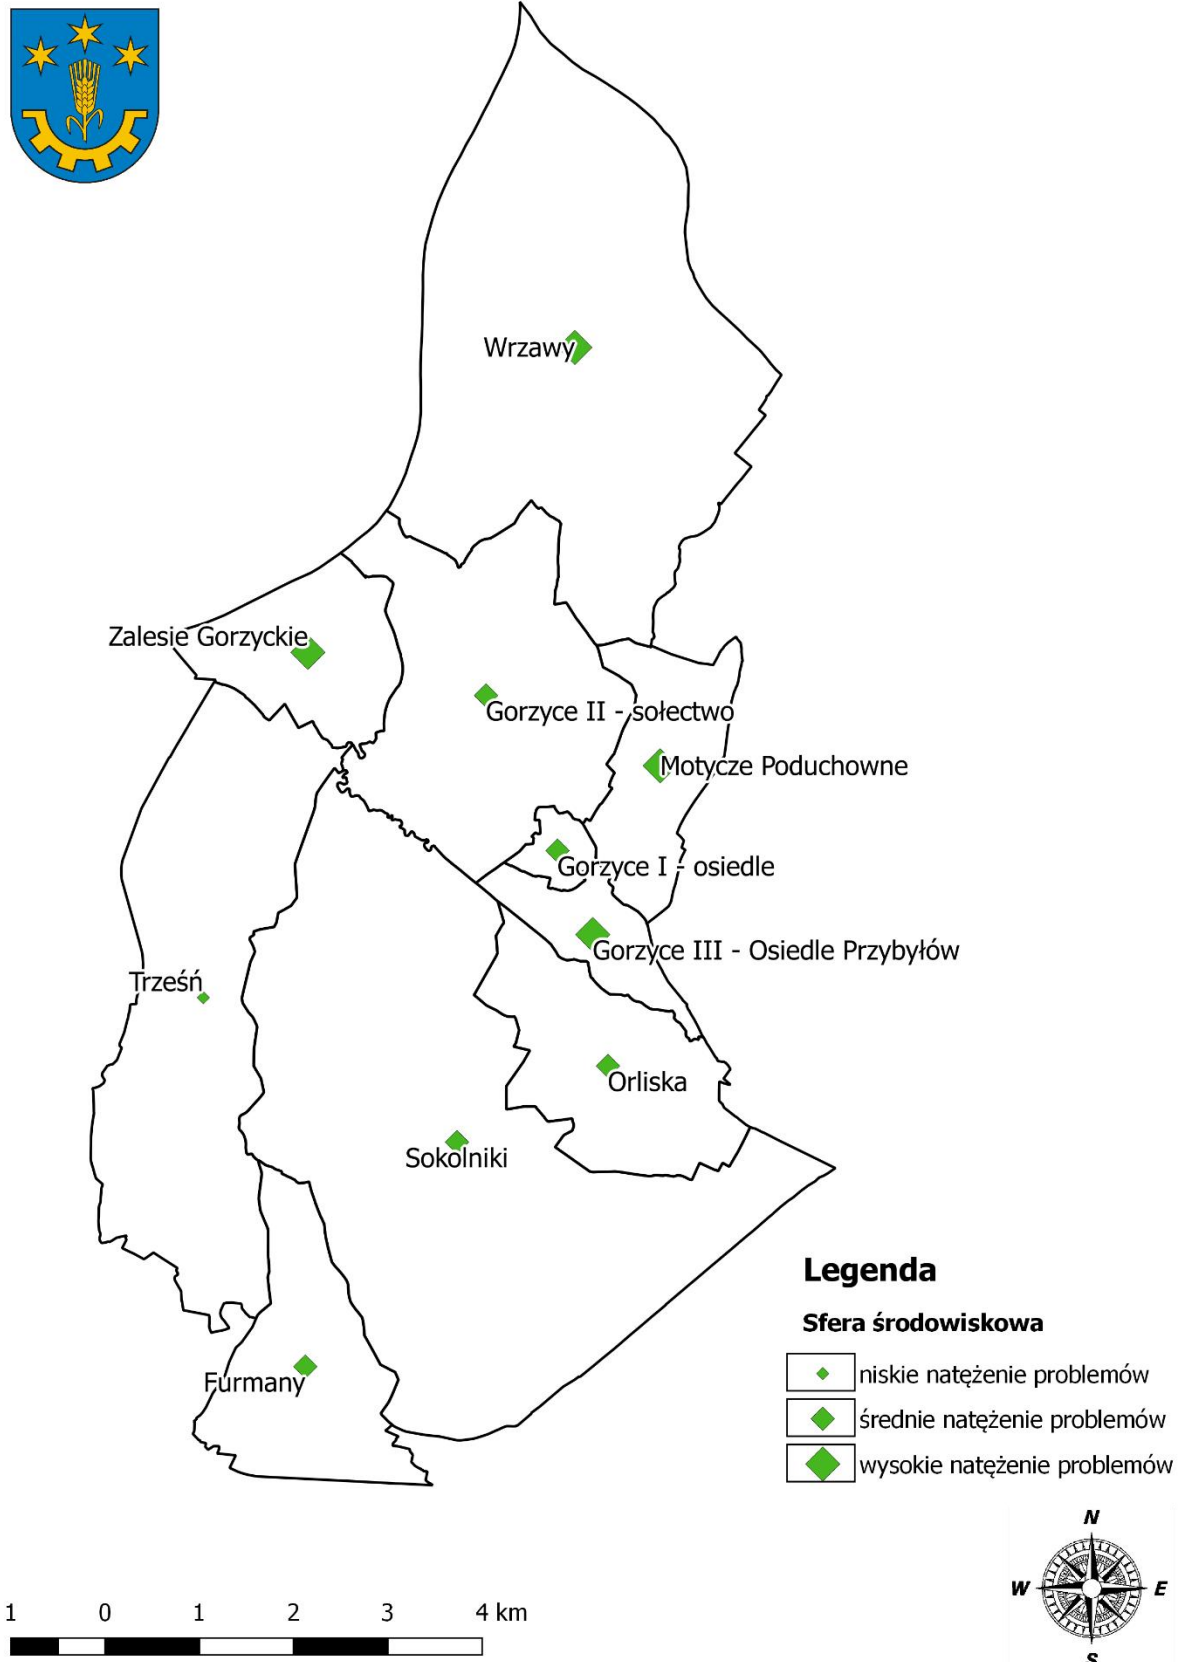 Wrzawy
Zalesie Gorzyckie
Gorzyce II - sołectwo
Motycze Poduchowne
Gorzyce I - osiedle
Gorzyce III - Osiedle Przybyłów
Trześń
Orliska
Sokolniki
Furmany
Legenda
Sfera środowiskowa
niskie natężenie problemów
średnie natężenie problemów
wysokie natężenie problemów
N
W E
S
1 0 1 2 3 4 km